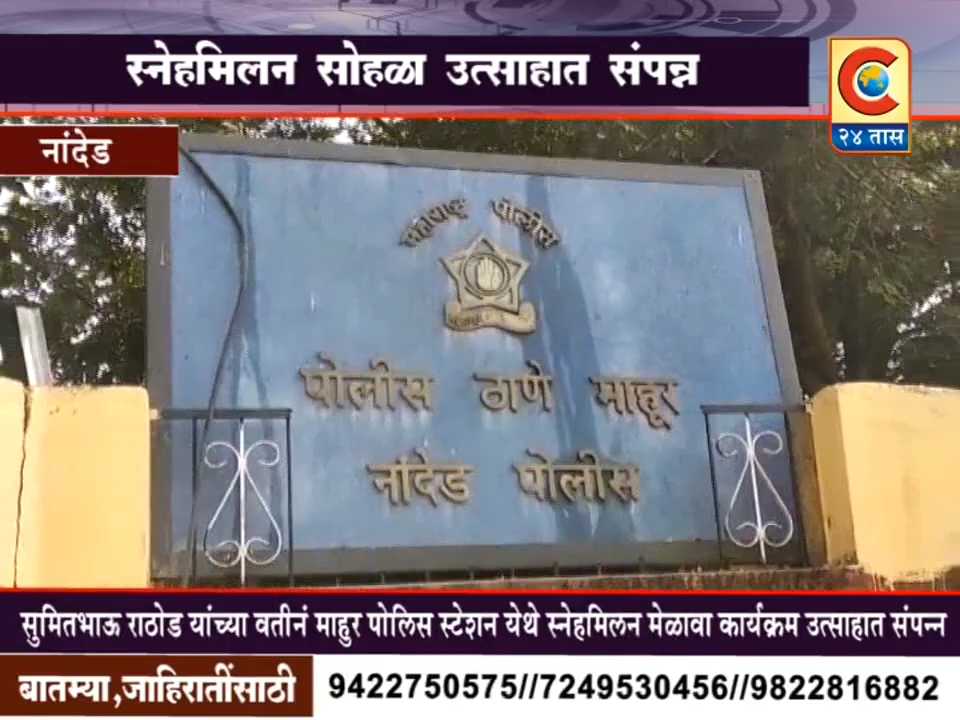 स्नेहमिलन सोहळा उत्साहात संपन्न
C
२४ तास
नांदेड
महाराष्ट्र पोलीस
पोलीस ठाणे माहूर
नांदेड पोलीस
सुमितभाऊ राठोड यांच्या वतीनं माहुर पोलिस स्टेशन येथे स्नेहमिलन मेळावा कार्यक्रम उत्साहात संपन्न
बातम्या,जाहिरातींसाठी
9422750575//7249530456//9822816882